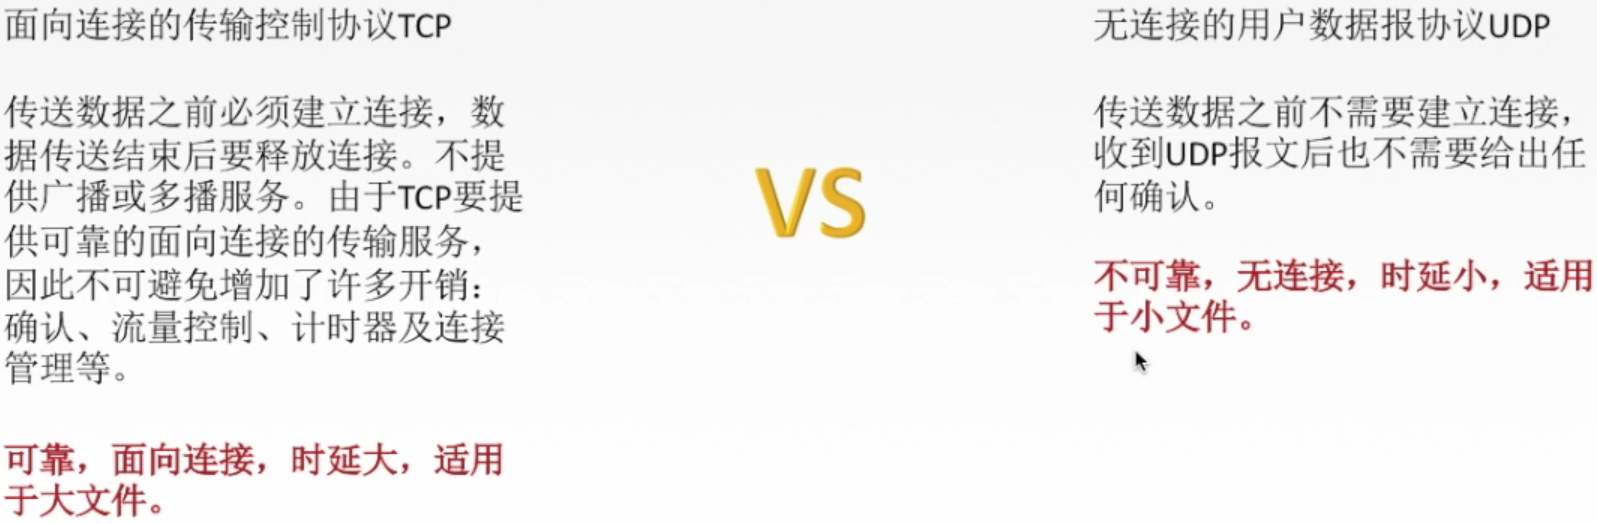 面向连接的传输控制协议TCP
传送数据之前必须建立连接，数
据传送结束后要释放连接。不提
供广播或多播服务。由于TCP要提
供可靠的面向连接的传输服务，
因此不可避免增加了许多开销：
确认、流量控制、计时器及连接
管理等。
可靠，面向连接，时延大，适用
于大文件。
VS
无连接的用户数据报协议UDP
传送数据之前不需要建立连接，
收到UDP报文后也不需要给出任
何确认。
不可靠，无连接，时延小，适用
于小文件。